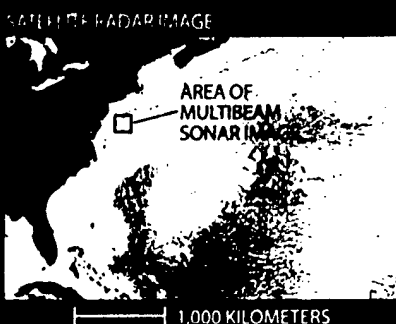 SATELLITE RADAR IMAGE
AREA OF
MULTIBEAM
SONAR IMAGE
1,000 KILOMETERS